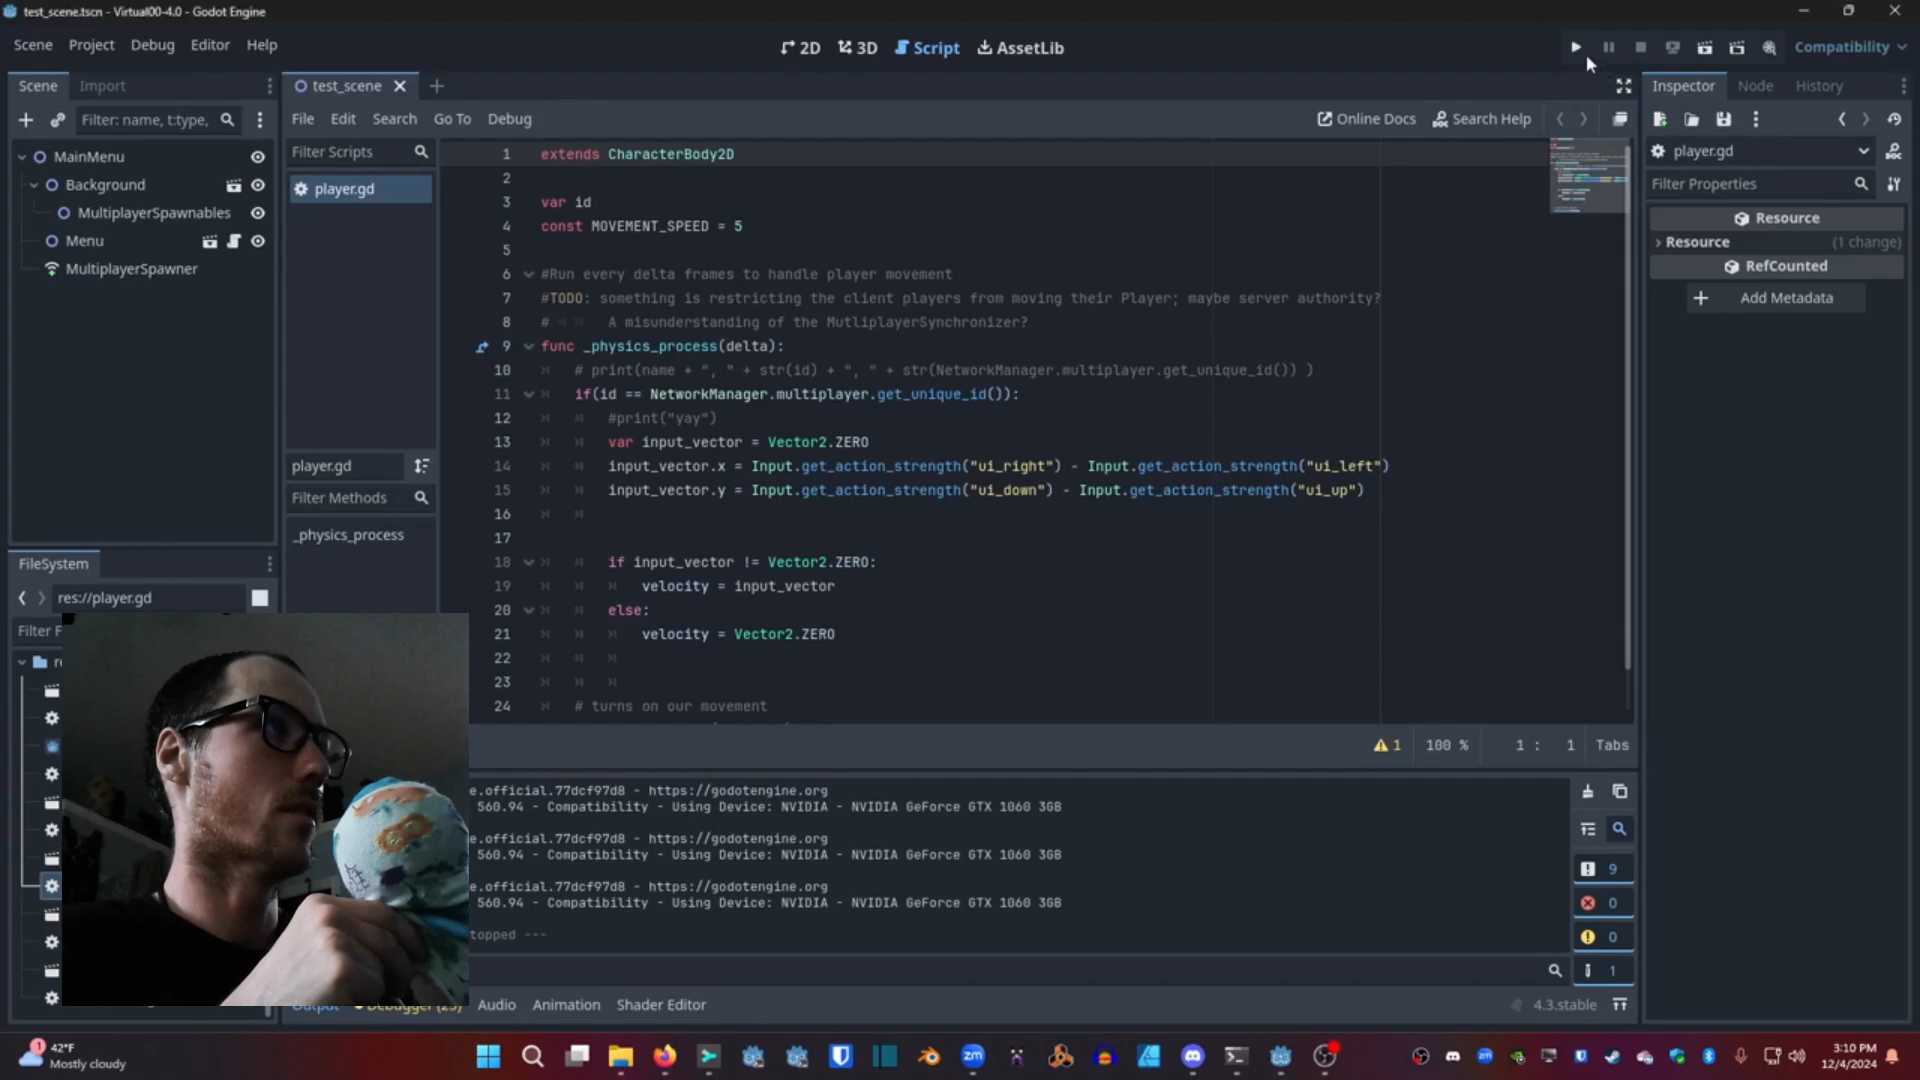 test_scene.tscn - Virtual00-4.0 - Godot Engine
Scene Project Debug Editor Help
2D 3D Script AssetLib
Compatibility
Scene Import
Filter: name, t:type,
MainMenu
Background
MultiplayerSpawnables
Menu
MultiplayerSpawner
FileSystem
res://player.gd
Filter F
test_scene
File Edit Search Go To Debug
Online Docs Search Help
Filter Scripts
player.gd
player.gd
Filter Methods
_physics_process
1 extends CharacterBody2D
2
3 var id
4 const MOVEMENT_SPEED = 5
5
6 #Run every delta frames to handle player movement
7 #TODO: something is restricting the client players from moving their Player; maybe server authority?
8 # A misunderstanding of the MutliplayerSynchronizer?
9 func _physics_process(delta):
10 # print(name + ", " + str(id) + ", " + str(NetworkManager.multiplayer.get_unique_id()) )
11 if(id == NetworkManager.multiplayer.get_unique_id()):
12 #print("yay")
13 var input_vector = Vector2.ZERO
14 input_vector.x = Input.get_action_strength("ui_right") - Input.get_action_strength("ui_left")
15 input_vector.y = Input.get_action_strength("ui_down") - Input.get_action_strength("ui_up")
16
17
18 if input_vector != Vector2.ZERO:
19 velocity = input_vector
20 else:
21 velocity = Vector2.ZERO
22
23
24 # turns on our movement
1 100 % 1 : 1 Tabs
e.official.77dcf97d8 - https://godotengine.org
560.94 - Compatibility - Using Device: NVIDIA - NVIDIA GeForce GTX 1060 3GB
e.official.77dcf97d8 - https://godotengine.org
560.94 - Compatibility - Using Device: NVIDIA - NVIDIA GeForce GTX 1060 3GB
e.official.77dcf97d8 - https://godotengine.org
560.94 - Compatibility - Using Device: NVIDIA - NVIDIA GeForce GTX 1060 3GB
topped ---
9
0
0
1
Audio Animation Shader Editor
4.3.stable
Inspector Node History
player.gd
Filter Properties
Resource
Resource (1 change)
RefCounted
Add Metadata
1
42°F
Mostly cloudy
3:10 PM
12/4/2024